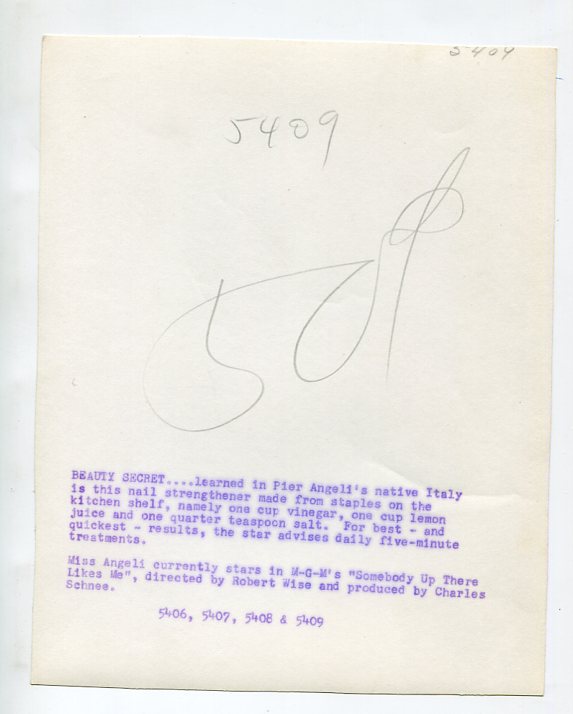 5409
5409
BEAUTY SECRET....learned in Pier Angeli's native Italy
is this nail strengthener made from staples on the
kitchen shelf, namely one cup vinegar, one cup lemon
juice and one quarter teaspoon salt. For best - and
quickest - results, the star advises daily five-minute
treatments.
Miss Angeli currently stars in M-G-M's "Somebody Up There
Likes Me", directed by Robert Wise and produced by Charles
Schnee.
5406, 5407, 5408 & 5409